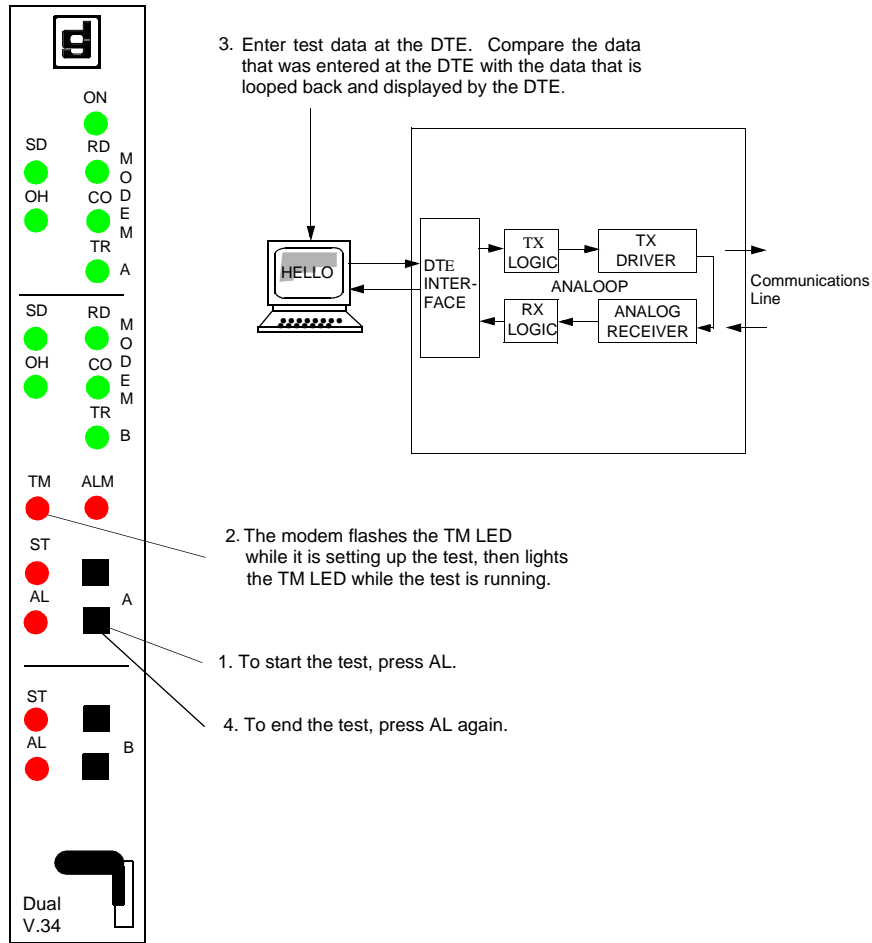 gd
3. Enter test data at the DTE. Compare the data
that was entered at the DTE with the data that is
looped back and displayed by the DTE.
ON
SD RD
OH CO
TR
MODEM
A
SD RD
OH CO
TR
MODEM
B
HELLO
DTE
INTER-
FACE
TX
LOGIC
TX
DRIVER
ANALOOP
RX
LOGIC
ANALOG
RECEIVER
Communications
Line
TM ALM
2. The modem flashes the TM LED
while it is setting up the test, then lights
the TM LED while the test is running.
ST
AL
A
1. To start the test, press AL.
4. To end the test, press AL again.
ST
AL
B
Dual
V.34